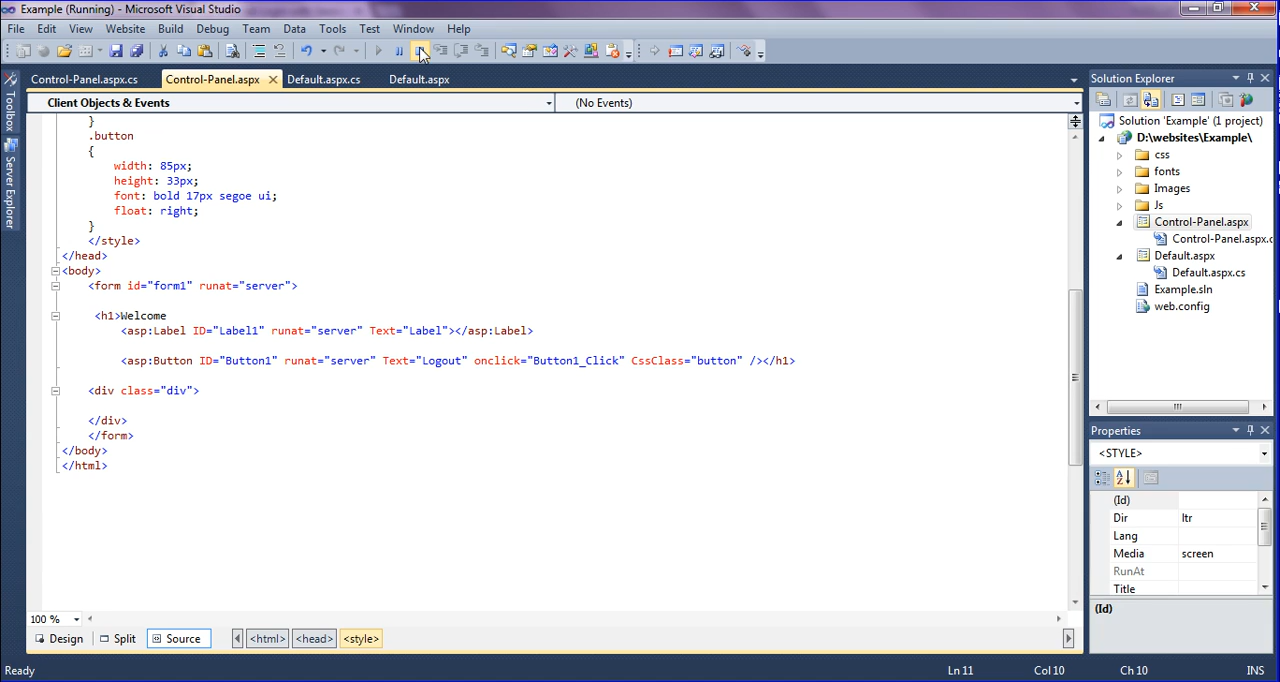 Example (Running) - Microsoft Visual Studio
File Edit View Website Build Debug Team Data Tools Test Window Help
Control-Panel.aspx.cs Control-Panel.aspx Default.aspx.cs Default.aspx
Client Objects & Events (No Events)
Toolbox
Server Explorer
}
.button
{
width: 85px;
height: 33px;
font: bold 17px segoe ui;
float: right;
}
</style>
</head>
<body>
<form id="form1" runat="server">
<h1>Welcome
<asp:Label ID="Label1" runat="server" Text="Label"></asp:Label>
<asp:Button ID="Button1" runat="server" Text="Logout" onclick="Button1_Click" CssClass="button" /></h1>
<div class="div">
</div>
</form>
</body>
</html>
100 %
Design Split Source <html> <head> <style>
Solution Explorer
Solution 'Example' (1 project)
D:\websites\Example\
css
fonts
Images
Js
Control-Panel.aspx
Control-Panel.aspx.c
Default.aspx
Default.aspx.cs
Example.sln
web.config
Properties
<STYLE>
(Id)
Dir ltr
Lang
Media screen
RunAt
Title
(Id)
Ready Ln 11 Col 10 Ch 10 INS